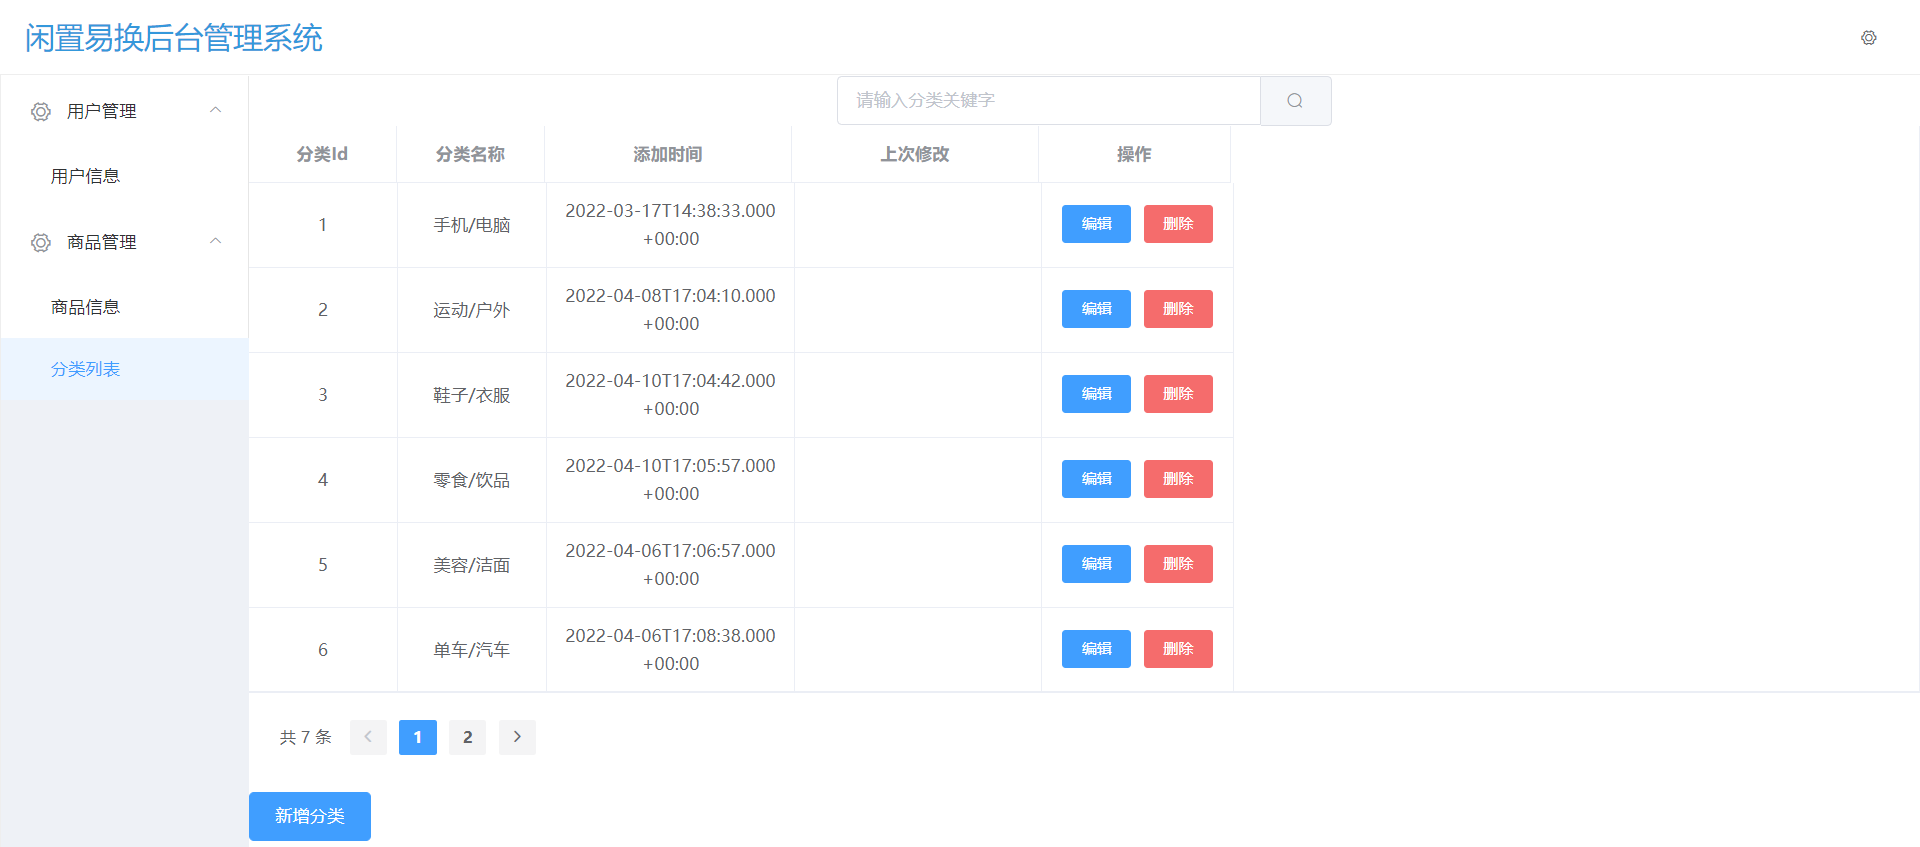 闲置易换后台管理系统
用户管理
用户信息
商品管理
商品信息
分类列表
请输入分类关键字
分类Id 分类名称 添加时间 上次修改 操作
1 手机/电脑 2022-03-17T14:38:33.000 编辑 删除
+00:00
2 运动/户外 2022-04-08T17:04:10.000 编辑 删除
+00:00
3 鞋子/衣服 2022-04-10T17:04:42.000 编辑 删除
+00:00
4 零食/饮品 2022-04-10T17:05:57.000 编辑 删除
+00:00
5 美容/洁面 2022-04-06T17:06:57.000 编辑 删除
+00:00
6 单车/汽车 2022-04-06T17:08:38.000 编辑 删除
+00:00
共 7 条 1 2
新增分类